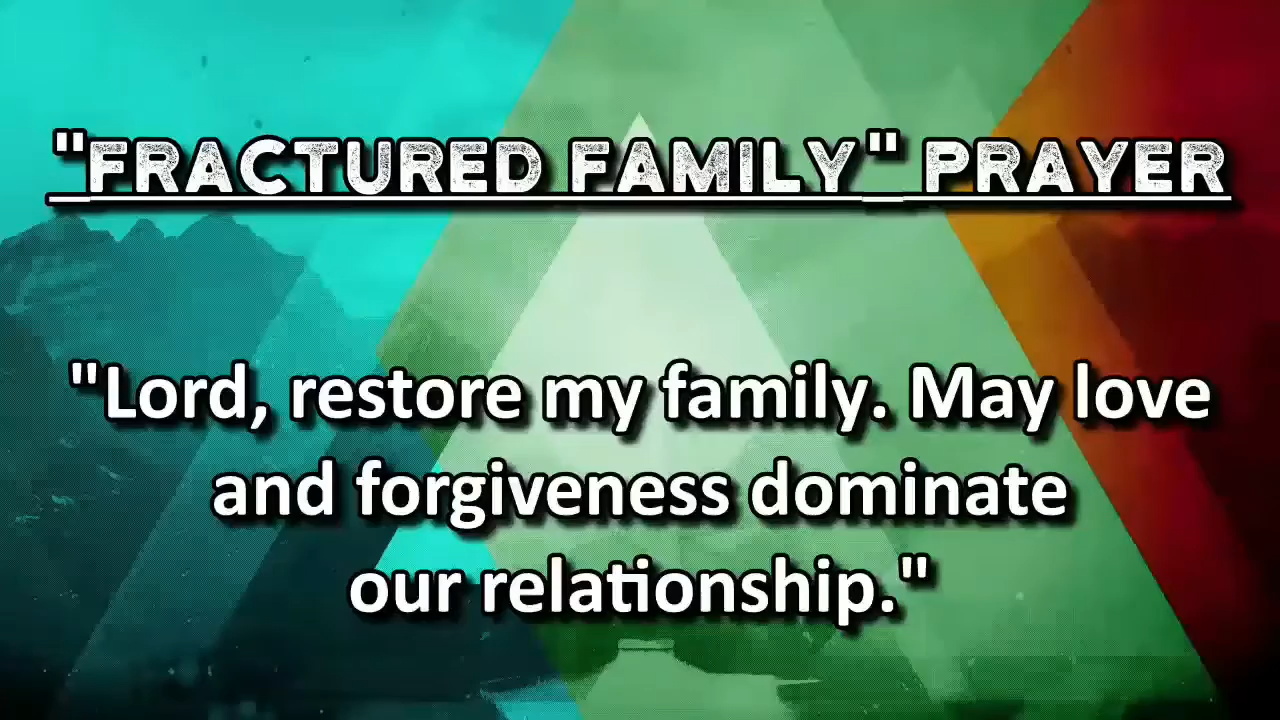 "FRACTURED FAMILY" PRAYER
"Lord, restore my family. May love
and forgiveness dominate
our relationship."